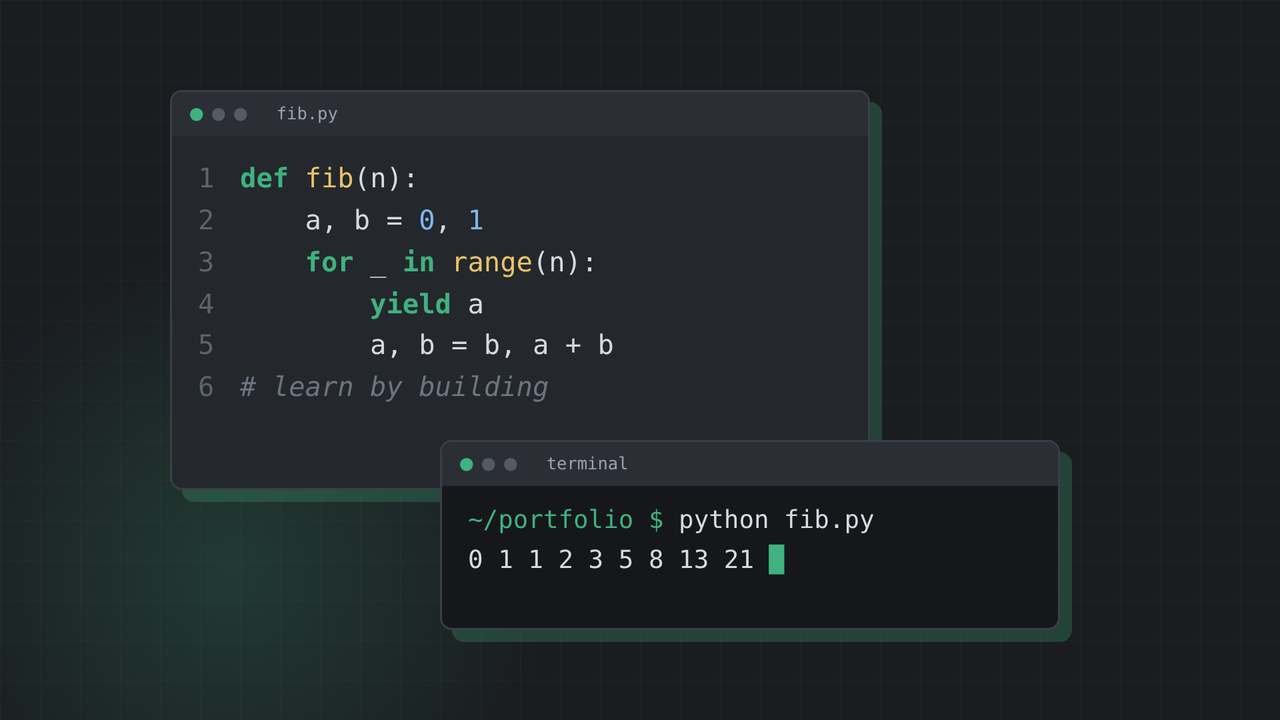 fib.py
1 def fib(n):
2     a, b = 0, 1
3     for _ in range(n):
4         yield a
5         a, b = b, a + b
6 # learn by building
terminal
~/portfolio $ python fib.py
0 1 1 2 3 5 8 13 21